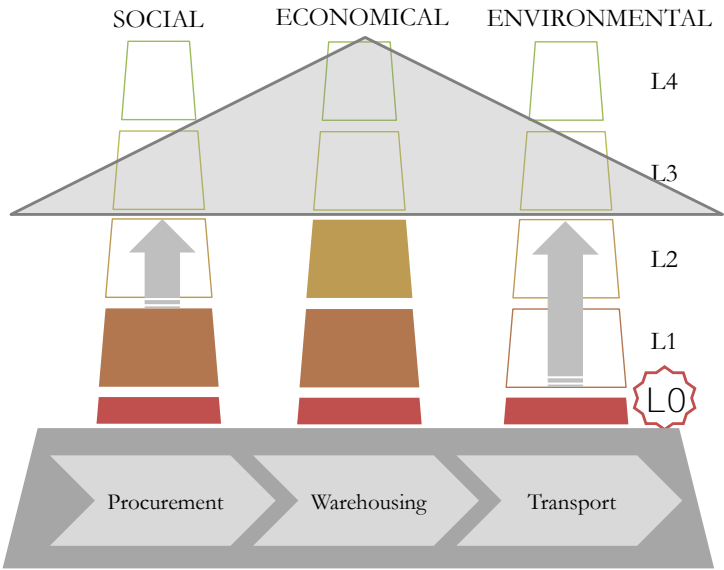 SOCIAL
ECONOMICAL
ENVIRONMENTAL
L4
L3
L2
L1
L0
Procurement
Warehousing
Transport